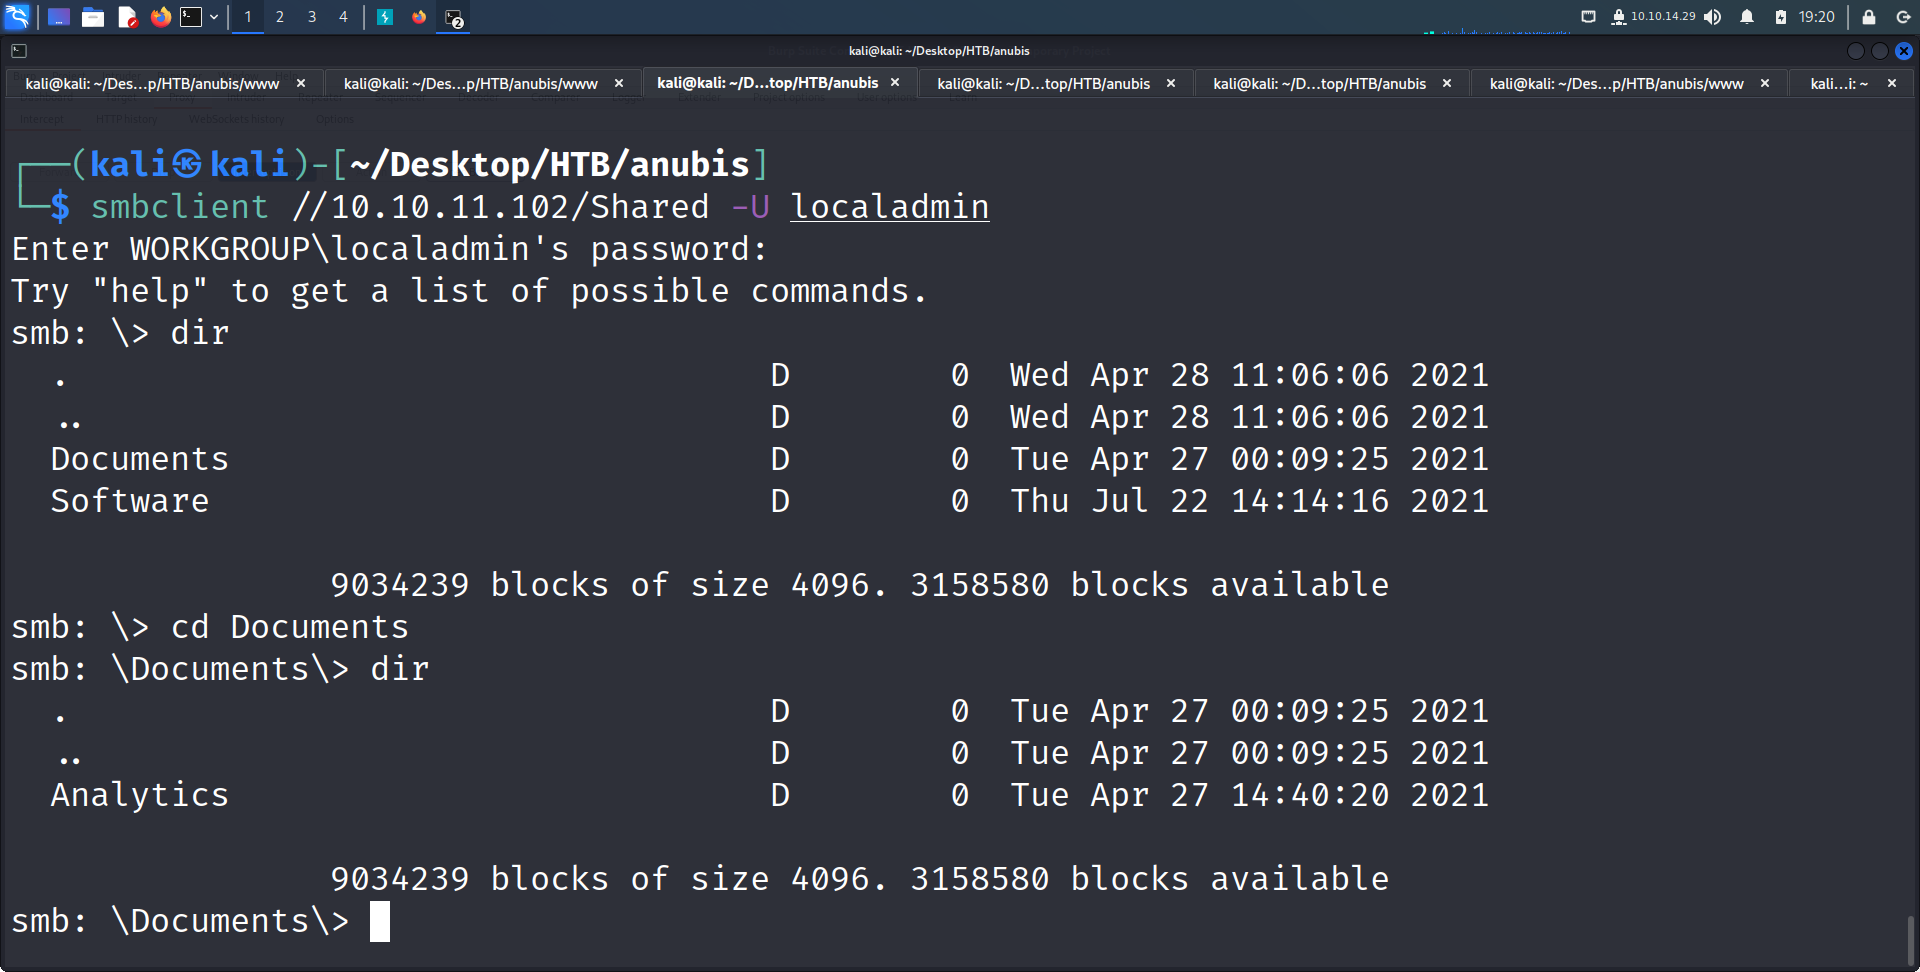 1 2 3 4 2 10.10.14.29 19:20
kali@kali: ~/Desktop/HTB/anubis
kali@kali: ~/Des...p/HTB/anubis/www × kali@kali: ~/Des...p/HTB/anubis/www × kali@kali: ~/D...top/HTB/anubis × kali@kali: ~/D...top/HTB/anubis × kali@kali: ~/D...top/HTB/anubis × kali@kali: ~/Des...p/HTB/anubis/www × kali...i: ~ ×
Intercept HTTP history WebSockets history Options
┌──(kali㉿kali)-[~/Desktop/HTB/anubis]
└─$ smbclient //10.10.11.102/Shared -U localadmin
Enter WORKGROUP\localadmin's password:
Try "help" to get a list of possible commands.
smb: \> dir
. D 0 Wed Apr 28 11:06:06 2021
.. D 0 Wed Apr 28 11:06:06 2021
Documents D 0 Tue Apr 27 00:09:25 2021
Software D 0 Thu Jul 22 14:14:16 2021
9034239 blocks of size 4096. 3158580 blocks available
smb: \> cd Documents
smb: \Documents\> dir
. D 0 Tue Apr 27 00:09:25 2021
.. D 0 Tue Apr 27 00:09:25 2021
Analytics D 0 Tue Apr 27 14:40:20 2021
9034239 blocks of size 4096. 3158580 blocks available
smb: \Documents\>